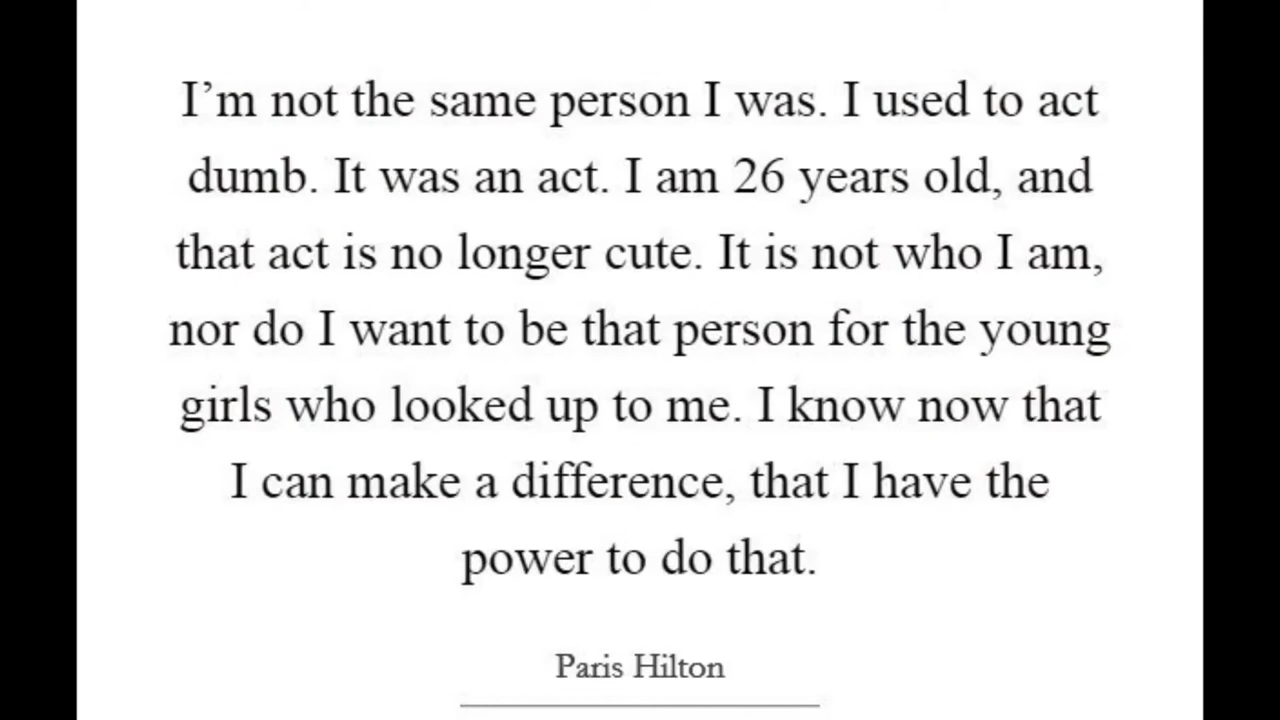 I’m not the same person I was. I used to act
dumb. It was an act. I am 26 years old, and
that act is no longer cute. It is not who I am,
nor do I want to be that person for the young
girls who looked up to me. I know now that
I can make a difference, that I have the
power to do that.
Paris Hilton